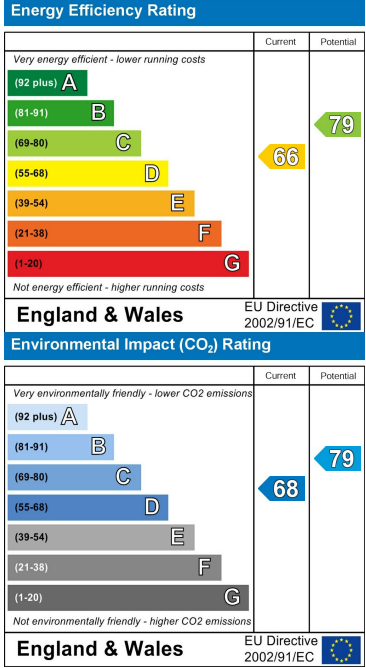 Energy Efficiency Rating
Current Potential
Very energy efficient - lower running costs
(92 plus) A
(81-91) B
(69-80) C
(55-68) D
(39-54) E
(21-38) F
(1-20) G
66
79
Not energy efficient - higher running costs
England & Wales
EU Directive
2002/91/EC
Environmental Impact (CO₂) Rating
Current Potential
Very environmentally friendly - lower CO2 emissions
(92 plus) A
(81-91) B
(69-80) C
(55-68) D
(39-54) E
(21-38) F
(1-20) G
68
79
Not environmentally friendly - higher CO2 emissions
England & Wales
EU Directive
2002/91/EC